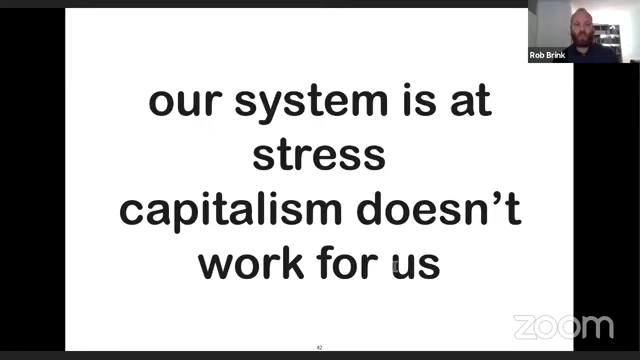 Rob Brink
our system is at
stress
capitalism doesn't
work for us
42
zoom